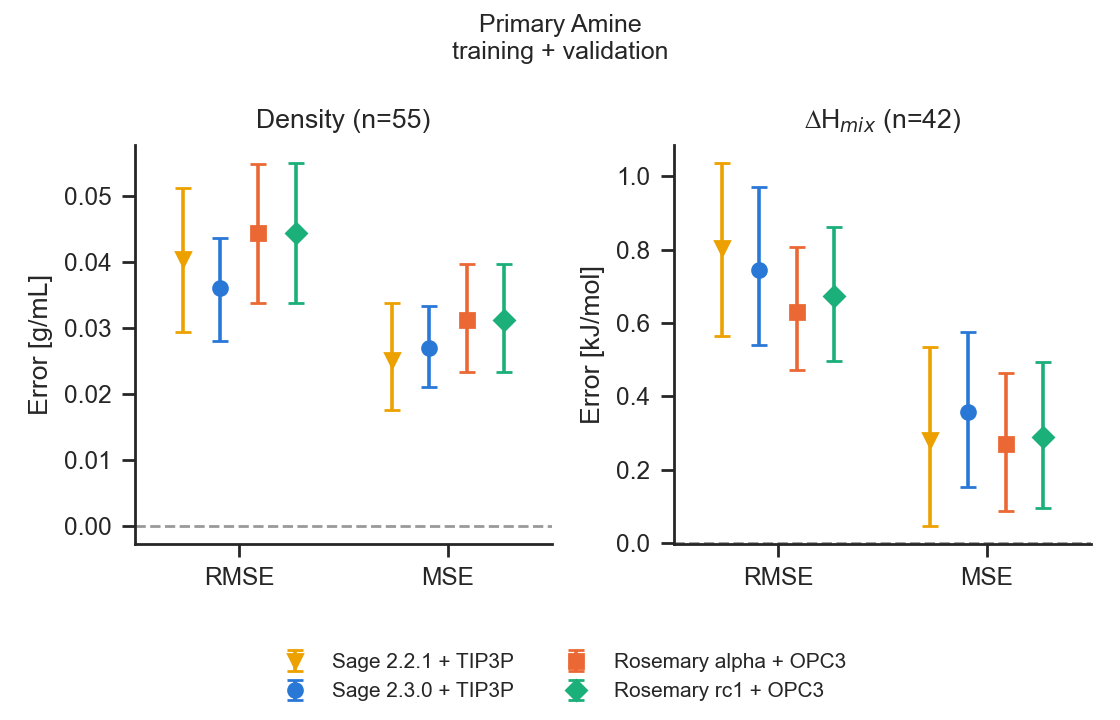 Primary Amine
training + validation
Density (n=55)
Error [g/mL]
0.05
0.04
0.03
0.02
0.01
0.00
RMSE
MSE
ΔHmix (n=42)
Error [kJ/mol]
1.0
0.8
0.6
0.4
0.2
0.0
RMSE
MSE
Sage 2.2.1 + TIP3P
Sage 2.3.0 + TIP3P
Rosemary alpha + OPC3
Rosemary rc1 + OPC3